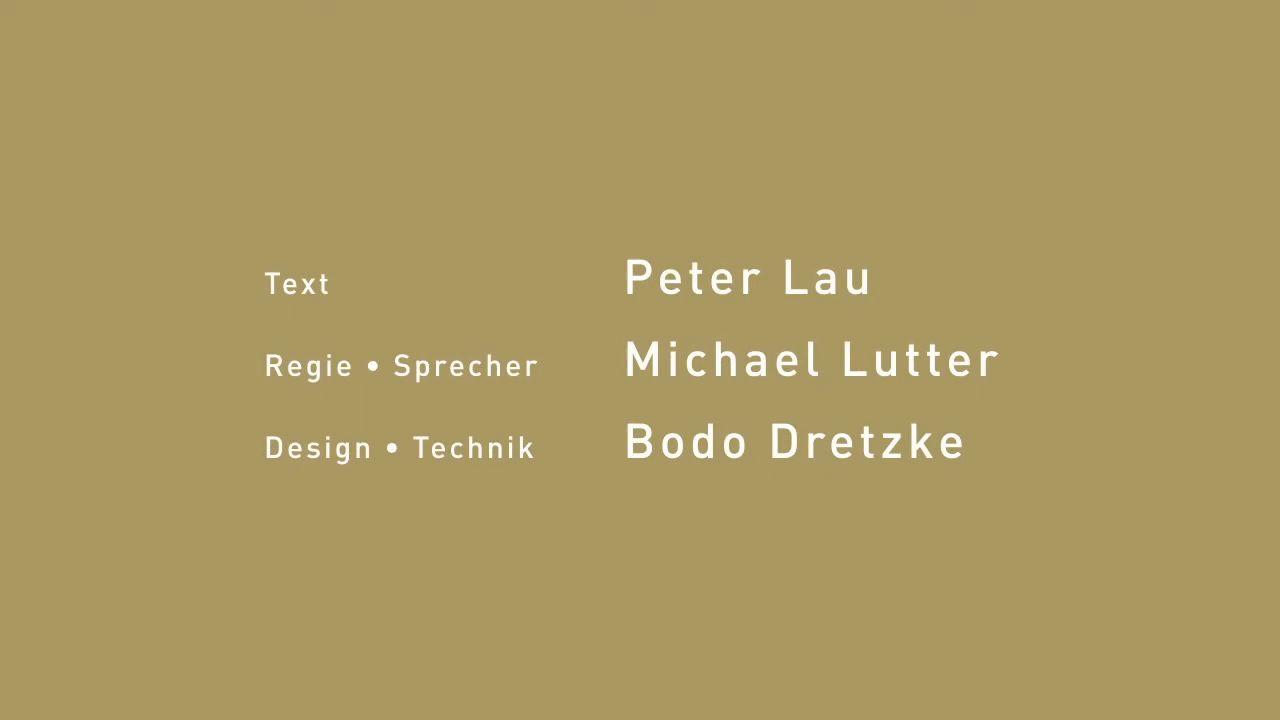 Text Peter Lau
Regie • Sprecher Michael Lutter
Design • Technik Bodo Dretzke